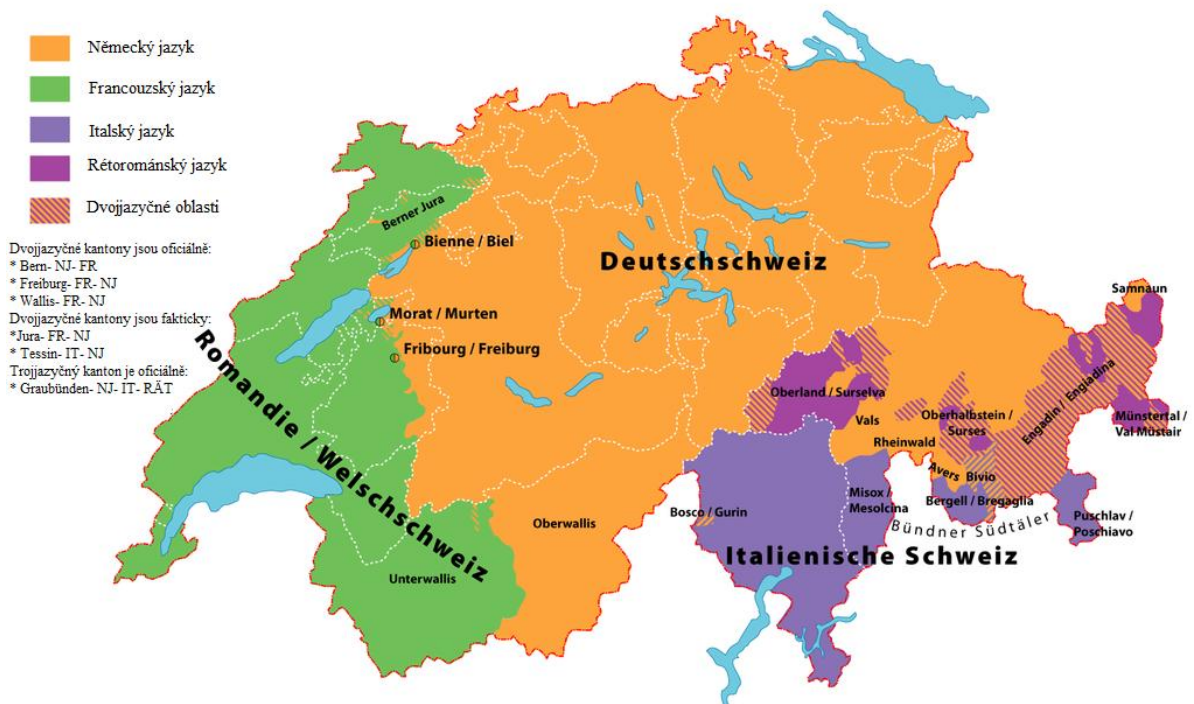 Německý jazyk
Francouzský jazyk
Italský jazyk
Rétorománský jazyk
Dvojjazyčné oblasti
Dvojjazyčné kantony jsou oficiálně:
* Bern- NJ- FR
* Freiburg- FR- NJ
* Wallis- FR- NJ
Dvojjazyčné kantony jsou fakticky:
*Jura- FR- NJ
* Tessin- IT- NJ
Trojjazyčný kanton je oficiálně:
* Graubünden- NJ- IT- RÄT
Berner Jura
Bienne / Biel
Deutschschweiz
Morat / Murten
Fribourg / Freiburg
Romandie / Welschschweiz
Samnaun
Oberland / Surselva
Engadin / Engiadina
Vals
Oberhalbstein /
Surses
Münstertal /
Val Müstair
Rheinwald
Avers
Bivio
Bergell / Bregaglia
Misox /
Mesolcina
Bosco / Gurin
Puschlav /
Poschiavo
Bündner Südtäler
Oberwallis
Italienische Schweiz
Unterwallis